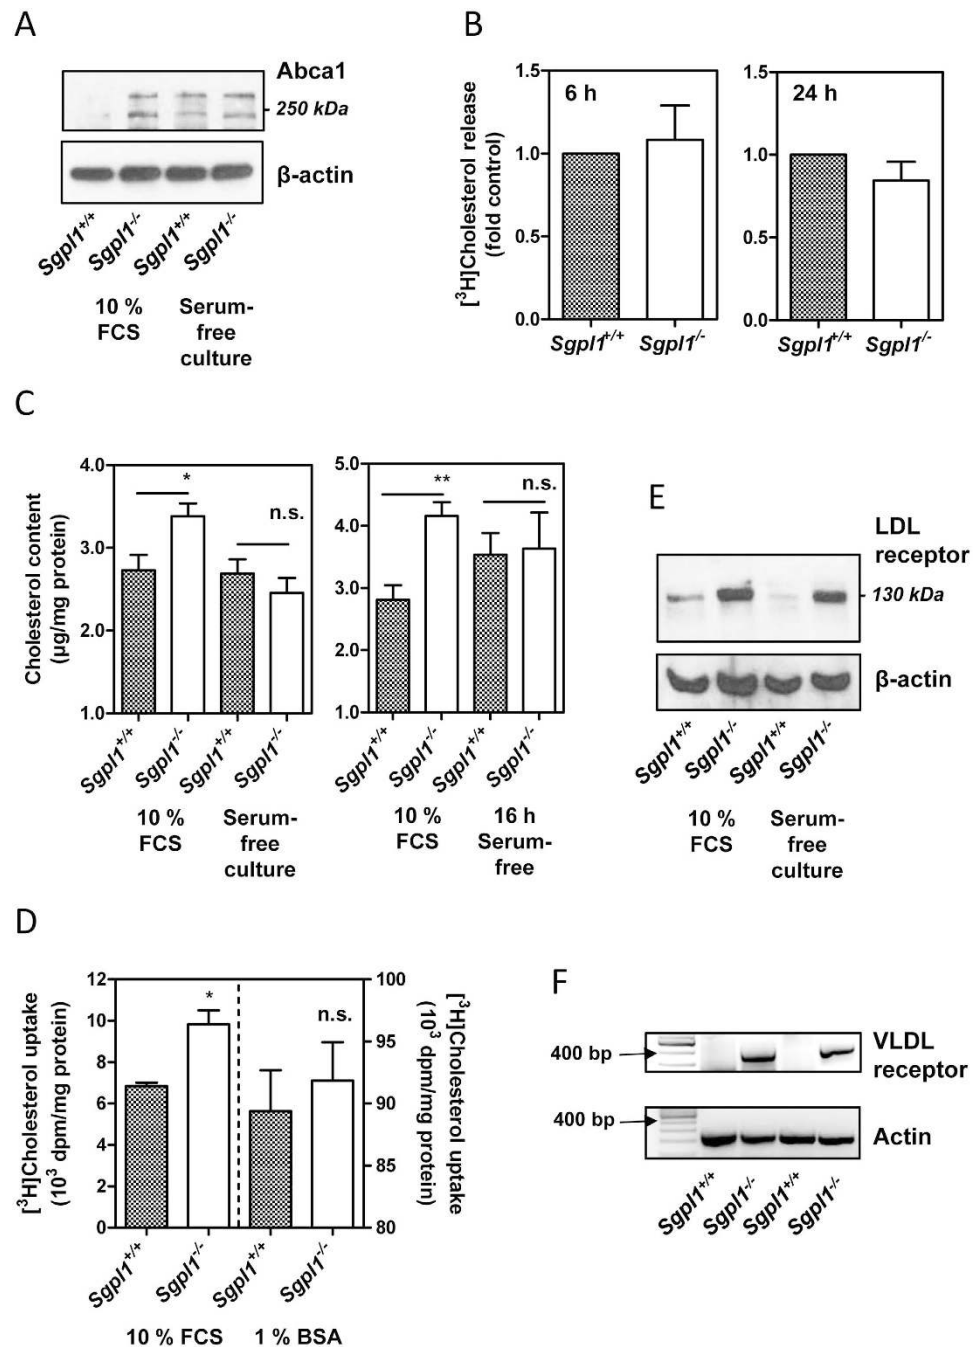 A
Abca1
250 kDa
β-actin
Sgpl1+/+
Sgpl1-/-
Sgpl1+/+
Sgpl1-/-
10 %
FCS
Serum-
free
culture
B
[3H]Cholesterol release
(fold control)
1.5
1.0
0.5
0.0
6 h
Sgpl1+/+
Sgpl1/-
1.5
1.0
0.5
0.0
24 h
Sgpl1+/+
Sgpl1/-
C
Cholesterol content
(µg/mg protein)
4.0
3.0
2.0
1.0
*
n.s.
Sgpl1+/+
Sgpl1-/-
Sgpl1+/+
Sgpl1-/-
10 %
FCS
Serum-
free
culture
5.0
4.0
3.0
2.0
1.0
**
n.s.
Sgpl1+/+
Sgpl1-/-
Sgpl1+/+
Sgpl1-/-
10 %
FCS
16 h
Serum-
free
E
LDL
receptor
130 kDa
β-actin
Sgpl1+/+
Sgpl1-/-
Sgpl1+/+
Sgpl1-/-
10 %
FCS
Serum-
free
culture
D
[3H]Cholesterol uptake
(103 dpm/mg protein)
12
10
8
6
4
2
0
*
n.s.
100
95
90
85
80
[3H]Cholesterol uptake
(103 dpm/mg protein)
Sgpl1+/+
Sgpl1-/-
Sgpl1+/+
Sgpl1-/-
10 % FCS
1 % BSA
F
400 bp
VLDL
receptor
400 bp
Actin
Sgpl1+/+
Sgpl1-/-
Sgpl1+/+
Sgpl1-/-